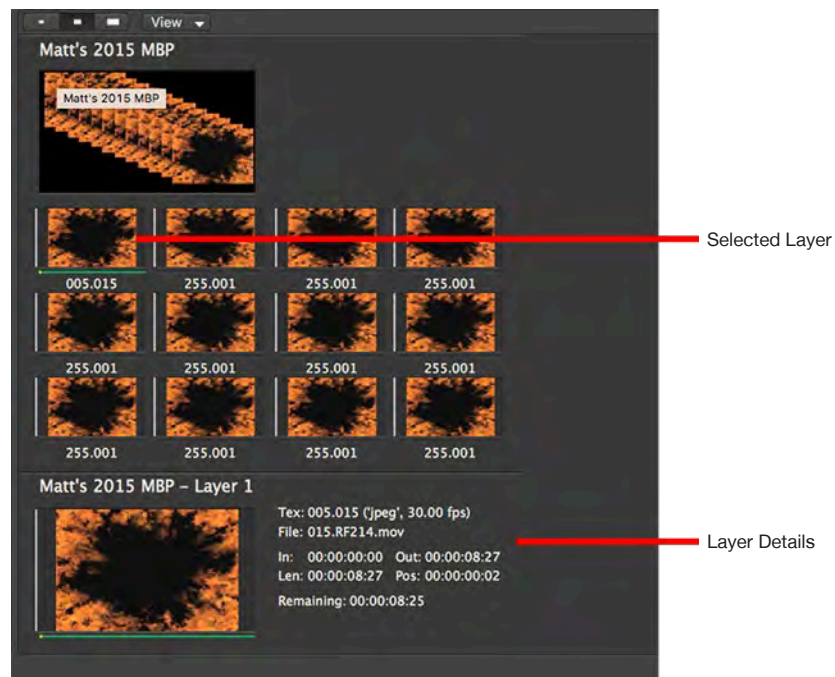 View
Matt's 2015 MBP
Matt's 2015 MBP
Selected Layer
005.015 255.001 255.001 255.001
255.001 255.001 255.001 255.001
255.001 255.001 255.001 255.001
Matt's 2015 MBP – Layer 1
Tex: 005.015 ('jpeg', 30.00 fps)
File: 015.RF214.mov
In: 00:00:00:00 Out: 00:00:08:27
Layer Details
Len: 00:00:08:27 Pos: 00:00:00:02
Remaining: 00:00:08:25